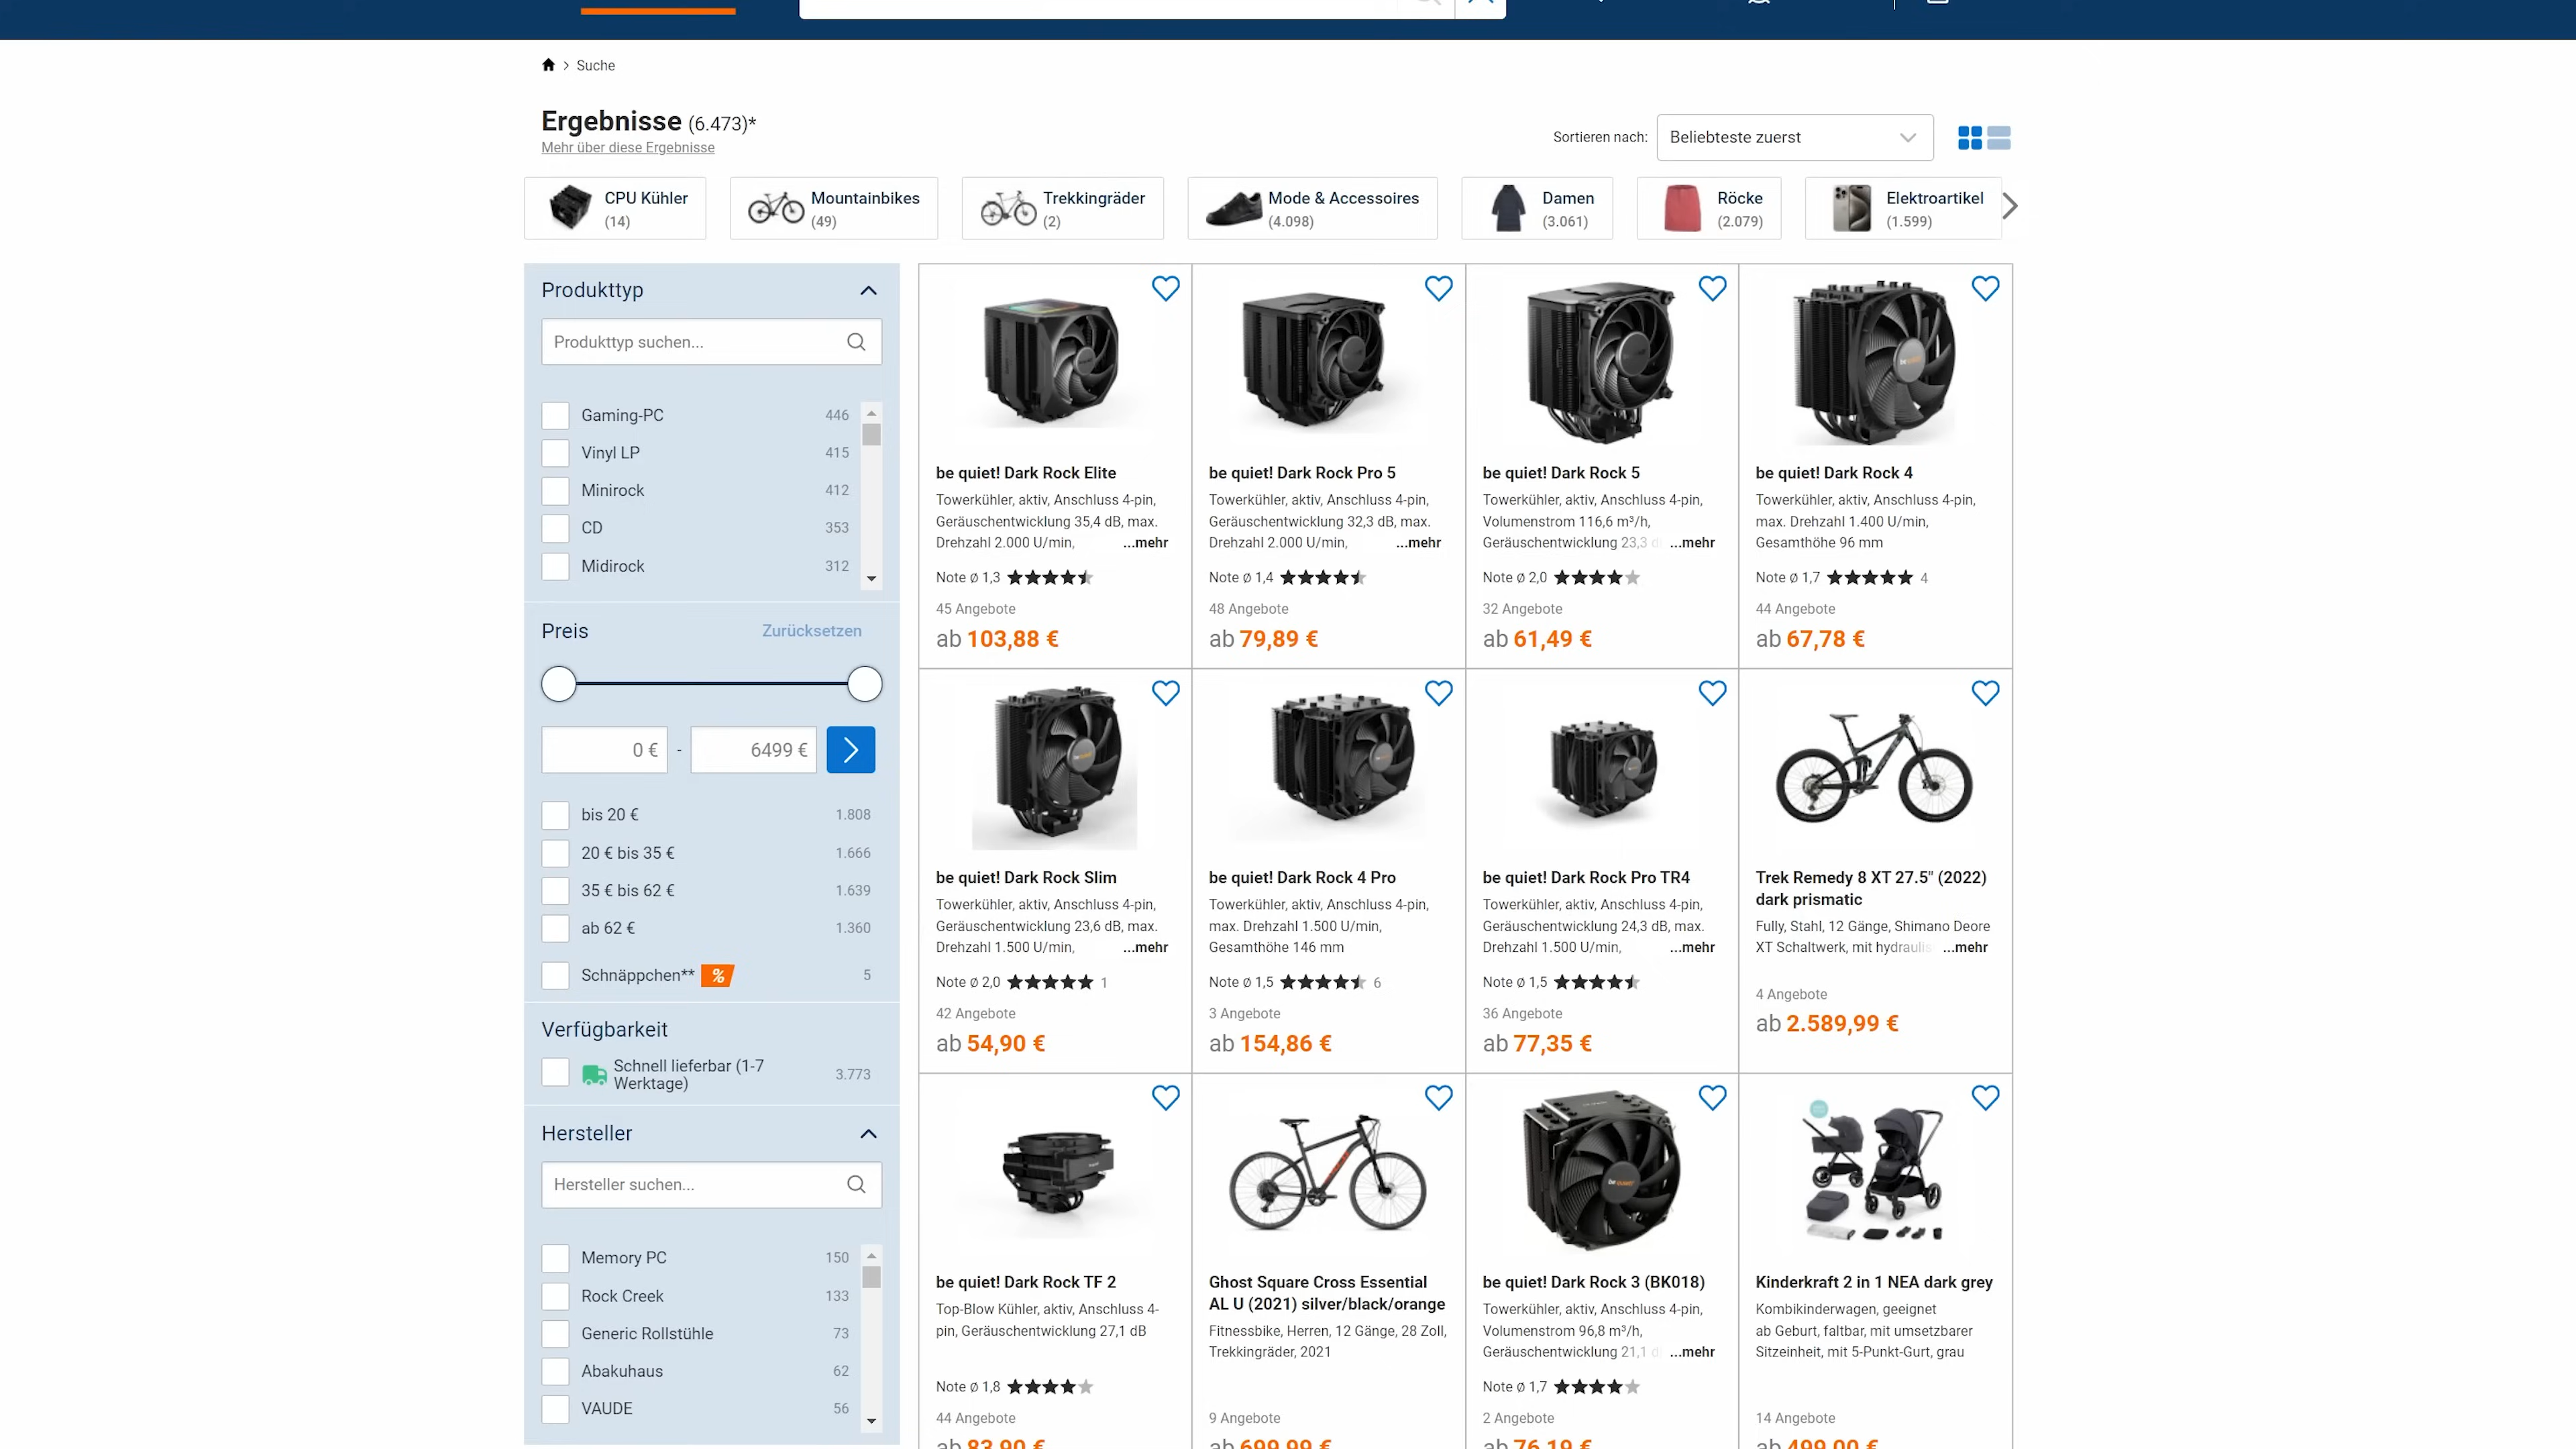 Suche
Ergebnisse (6.473)*
Mehr über diese Ergebnisse
Sortieren nach:
Beliebteste zuerst
CPU Kühler
(14)
Mountainbikes
(49)
Trekkingräder
(2)
Mode & Accessoires
(4.098)
Damen
(3.061)
Röcke
(2.079)
Elektroartikel
(1.599)
Produkttyp
Produkttyp suchen...
Gaming-PC 446
Vinyl LP 415
Minirock 412
CD 353
Midirock 312
Preis Zurücksetzen
0 € - 6499 €
bis 20 € 1.808
20 € bis 35 € 1.666
35 € bis 62 € 1.639
ab 62 € 1.360
Schnäppchen** % 5
Verfügbarkeit
Schnell lieferbar (1-7
Werktage) 3.773
Hersteller
Hersteller suchen...
Memory PC 150
Rock Creek 133
Generic Rollstühle 73
Abakuhaus 62
VAUDE 56
be quiet! Dark Rock Elite
Towerkühler, aktiv, Anschluss 4-pin,
Geräuschentwicklung 35,4 dB, max.
Drehzahl 2.000 U/min, ...mehr
Note ø 1,3
45 Angebote
ab 103,88 €
be quiet! Dark Rock Pro 5
Towerkühler, aktiv, Anschluss 4-pin,
Geräuschentwicklung 32,3 dB, max.
Drehzahl 2.000 U/min, ...mehr
Note ø 1,4
48 Angebote
ab 79,89 €
be quiet! Dark Rock 5
Towerkühler, aktiv, Anschluss 4-pin,
Volumenstrom 116,6 m³/h,
Geräuschentwicklung 23,3 d ...mehr
Note ø 2,0
32 Angebote
ab 61,49 €
be quiet! Dark Rock 4
Towerkühler, aktiv, Anschluss 4-pin,
max. Drehzahl 1.400 U/min,
Gesamthöhe 96 mm
Note ø 1,7 4
44 Angebote
ab 67,78 €
be quiet! Dark Rock Slim
Towerkühler, aktiv, Anschluss 4-pin,
Geräuschentwicklung 23,6 dB, max.
Drehzahl 1.500 U/min, ...mehr
Note ø 2,0 1
42 Angebote
ab 54,90 €
be quiet! Dark Rock 4 Pro
Towerkühler, aktiv, Anschluss 4-pin,
max. Drehzahl 1.500 U/min,
Gesamthöhe 146 mm
Note ø 1,5 6
3 Angebote
ab 154,86 €
be quiet! Dark Rock Pro TR4
Towerkühler, aktiv, Anschluss 4-pin,
Geräuschentwicklung 24,3 dB, max.
Drehzahl 1.500 U/min, ...mehr
Note ø 1,5
36 Angebote
ab 77,35 €
Trek Remedy 8 XT 27.5" (2022)
dark prismatic
Fully, Stahl, 12 Gänge, Shimano Deore
XT Schaltwerk, mit hydraulis ...mehr
4 Angebote
ab 2.589,99 €
be quiet! Dark Rock TF 2
Top-Blow Kühler, aktiv, Anschluss 4-
pin, Geräuschentwicklung 27,1 dB
Note ø 1,8
44 Angebote
ab 83,90 €
Ghost Square Cross Essential
AL U (2021) silver/black/orange
Fitnessbike, Herren, 12 Gänge, 28 Zoll,
Trekkingräder, 2021
9 Angebote
ab 699,99 €
be quiet! Dark Rock 3 (BK018)
Towerkühler, aktiv, Anschluss 4-pin,
Volumenstrom 96,8 m³/h,
Geräuschentwicklung 21,1 d ...mehr
Note ø 1,7
2 Angebote
ab 76,19 €
Kinderkraft 2 in 1 NEA dark grey
Kombikinderwagen, geeignet
ab Geburt, faltbar, mit umsetzbarer
Sitzeinheit, mit 5-Punkt-Gurt, grau
14 Angebote
ab 499,00 €